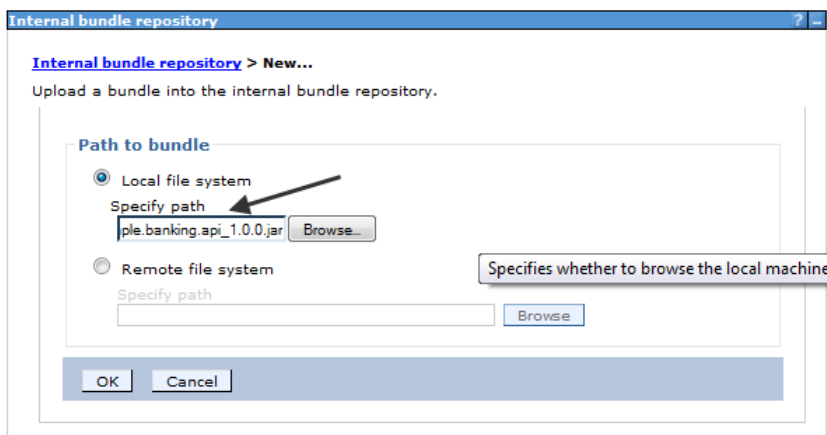 Internal bundle repository ? –
Internal bundle repository > New...
Upload a bundle into the internal bundle repository.
Path to bundle
Local file system
Specify path
ple.banking.api_1.0.0.jar Browse...
Remote file system
Specifies whether to browse the local machine
Specify path
Browse
OK Cancel